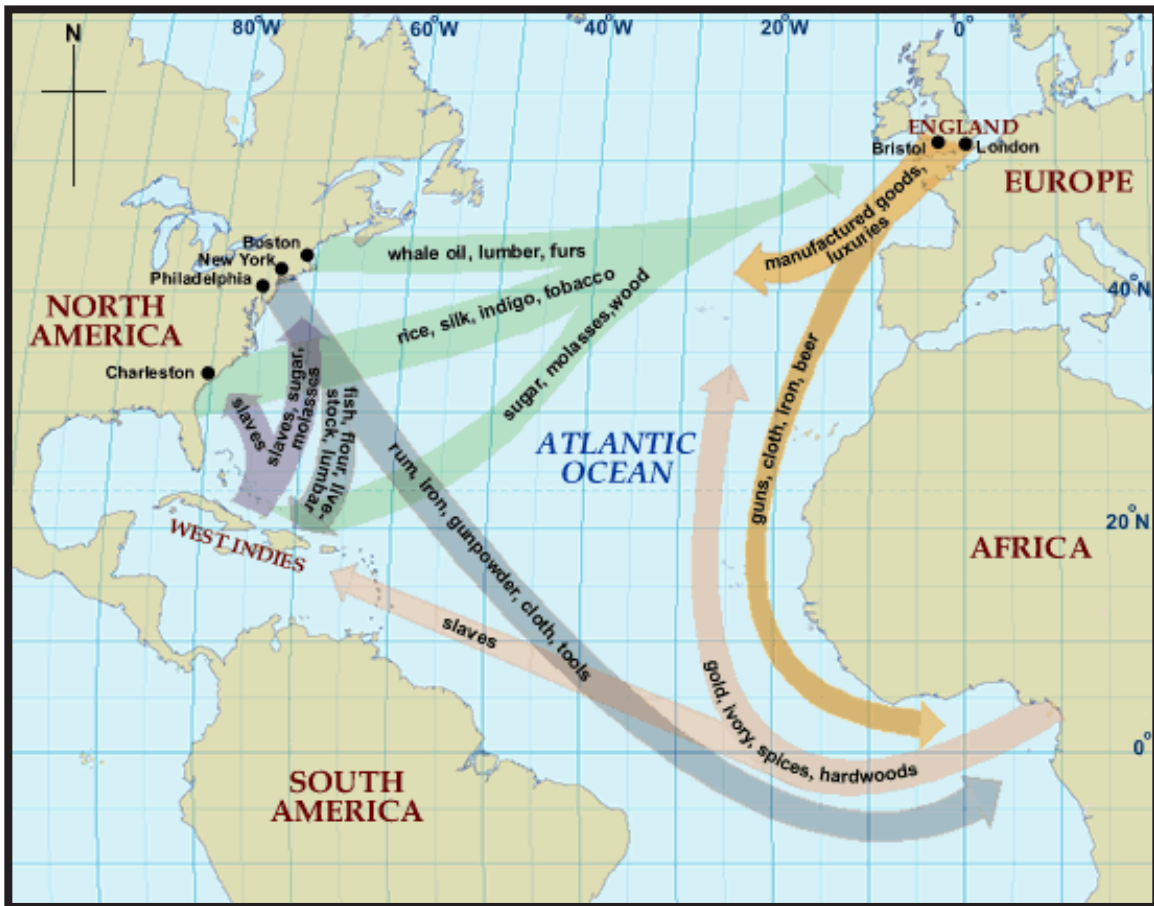 N
80°W
60°W
40°W
20°W
0°
ENGLAND
Bristol
London
EUROPE
manufactured goods,
luxuries
Boston
New York
Philadelphia
whale oil, lumber, furs
40°N
NORTH
AMERICA
rice, silk, indigo, tobacco
sugar, molasses,wood
Charleston
slaves
slaves, sugar,
molasses
fish, flour, live-
stock, lumbar
guns, cloth, iron, beer
ATLANTIC
OCEAN
rum, iron, gunpowder, cloth, tools
WEST INDIES
20°N
AFRICA
slaves
gold, ivory, spices, hardwoods
0°
SOUTH
AMERICA